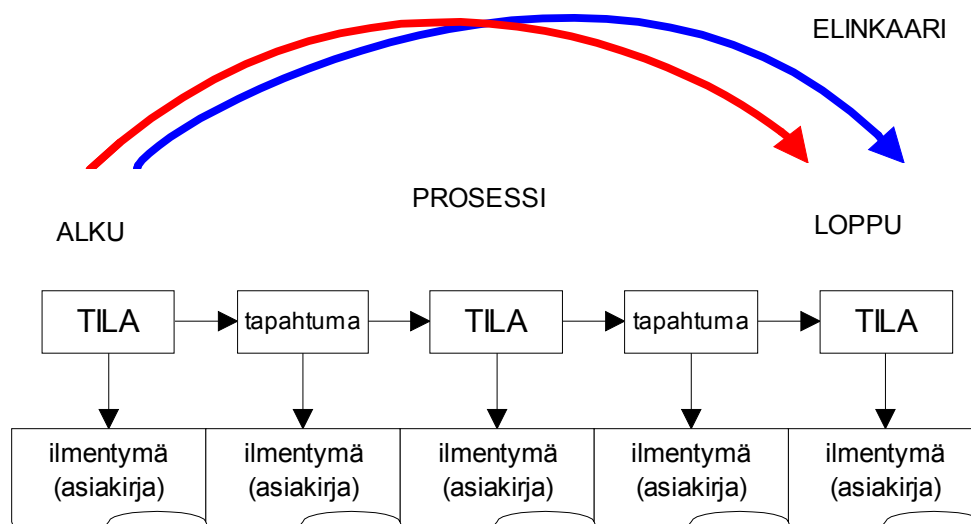 ELINKAARI
PROSESSI
ALKU
LOPPU
TILA
tapahtuma
TILA
tapahtuma
TILA
ilmentymä
(asiakirja)
ilmentymä
(asiakirja)
ilmentymä
(asiakirja)
ilmentymä
(asiakirja)
ilmentymä
(asiakirja)